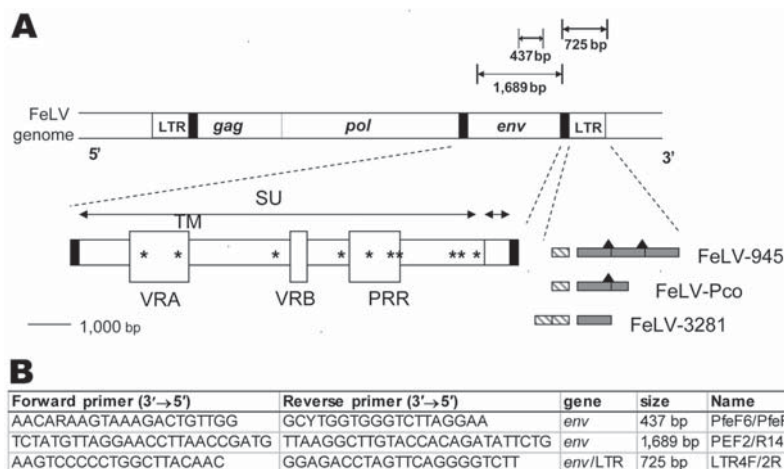 A
437 bp
725 bp
1,689 bp
FeLV genome
LTR gag pol env LTR
5′ 3′
SU
TM
* * * * * ** ** *
VRA VRB PRR
FeLV-945
FeLV-Pco
FeLV-3281
1,000 bp
B
Forward primer (3′→5′) Reverse primer (3′→5′) gene size Name
AACARAAGTAAAGACTGTTGG GCYTGGTGGGTCTTAGGAA env 437 bp
TCTATGTTAGGAACCTTAACCGATG TTAAGGCTTGTACCACAGATATTCTG env 1,689 bp PEF2/R14
AAGTCCCCCTGGCTTACAAC GGAGACCTAGTTCAGGGGTCTT env/LTR 725 bp LTR4F/2R